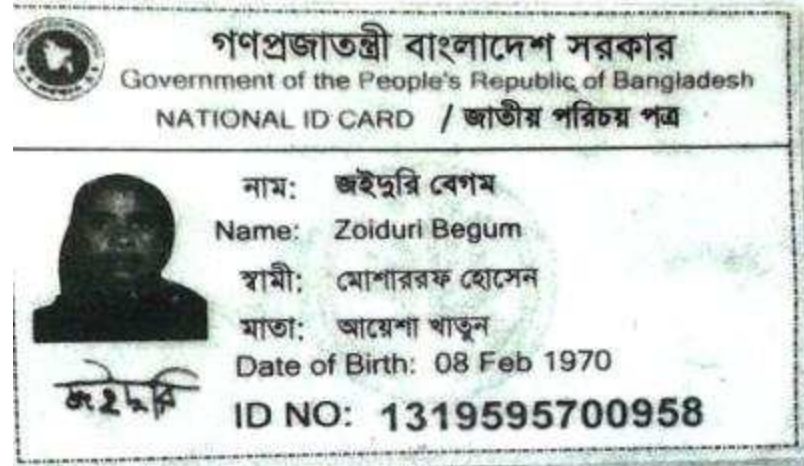 গণপ্রজাতন্ত্রী বাংলাদেশ সরকার
Government of the People's Republic of Bangladesh
NATIONAL ID CARD / জাতীয় পরিচয় পত্র
নাম: জইদুরি বেগম
Name: Zoiduri Begum
স্বামী: মোশাররফ হোসেন
মাতা: আয়েশা খাতুন
Date of Birth: 08 Feb 1970
জইদুরি
ID NO: 1319595700958